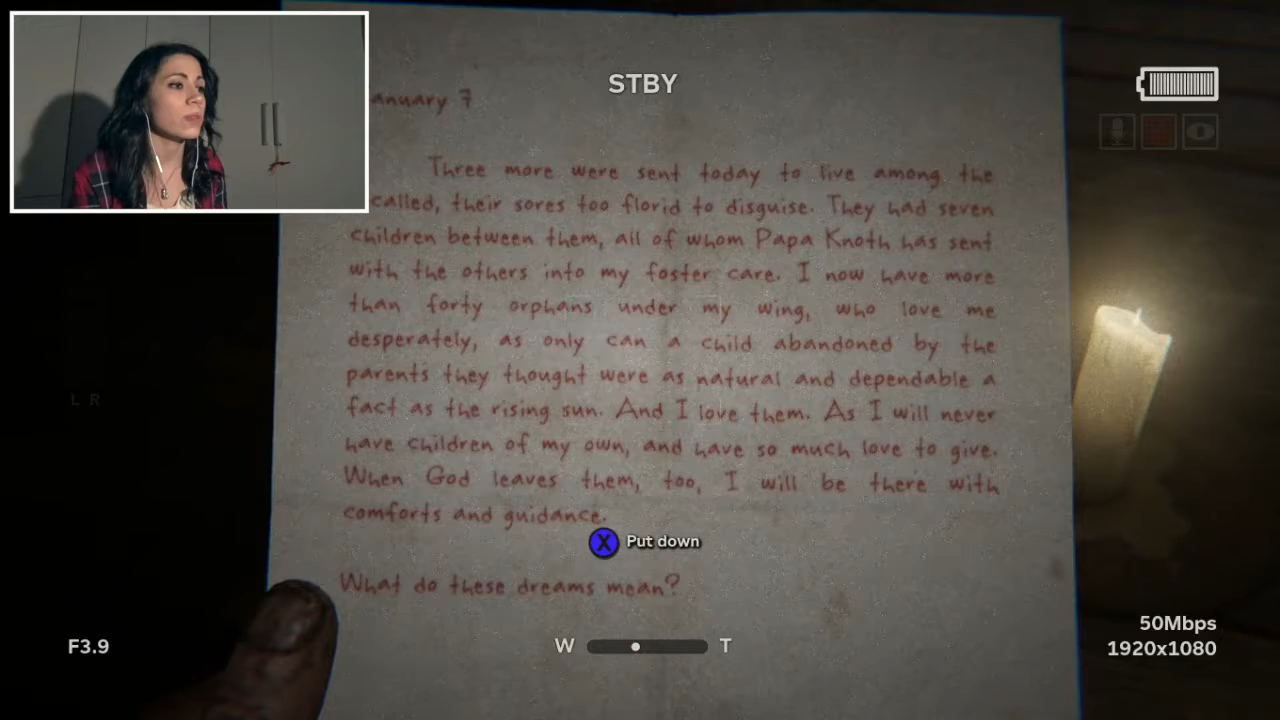 STBY
anuary 7
Three more were sent today to live among the
called, their sores too florid to disguise. They had seven
children between them, all of whom Papa Knoth has sent
with the others into my foster care. I now have more
than forty orphans under my wing, who love me
desperately, as only can a child abandoned by the
parents they thought were as natural and dependable a
fact as the rising sun. And I love them. As I will never
have children of my own, and have so much love to give.
When God leaves them, too, I will be there with
comforts and guidance.
X Put down
What do these dreams mean?
L R
F3.9
W T
50Mbps
1920x1080